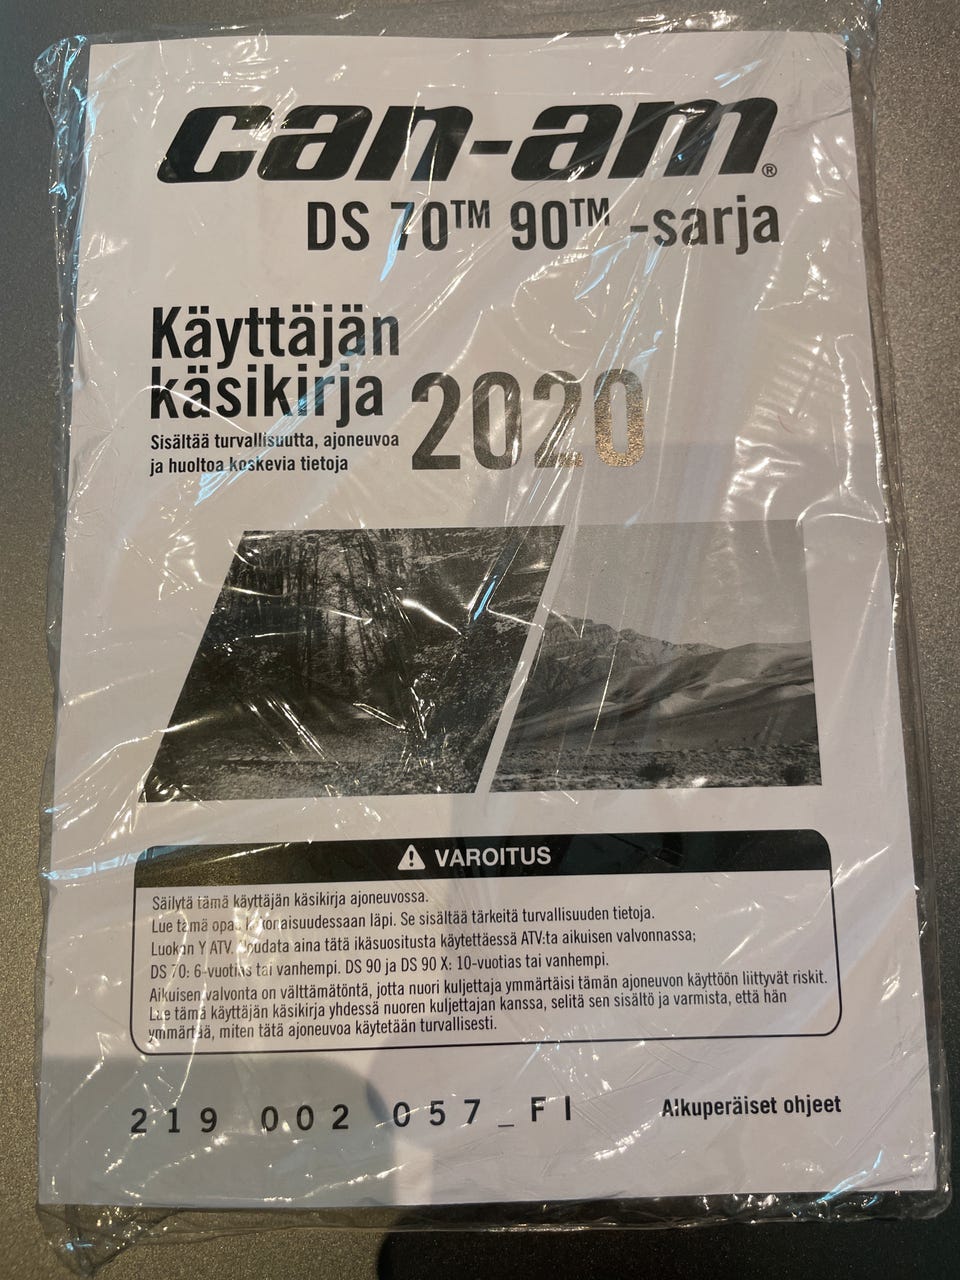 can-am®
DS 70™ 90™ -sarja
Käyttäjän
käsikirja 2020
Sisältää turvallisuutta, ajoneuvoa
ja huoltoa koskevia tietoja
VAROITUS
Säilytä tämä käyttäjän käsikirja ajoneuvossa.
Lue tämä opas kokonaisuudessaan läpi. Se sisältää tärkeitä turvallisuuden tietoja.
Luokan Y ATV. Noudata aina tätä ikäsuositusta käytettäessä ATV:ta aikuisen valvonnassa;
DS 70: 6-vuotias tai vanhempi. DS 90 ja DS 90 X: 10-vuotias tai vanhempi.
Aikuisen valvonta on välttämätöntä, jotta nuori kuljettaja ymmärtäisi tämän ajoneuvon käyttöön liittyvät riskit.
Lue tämä käyttäjän käsikirja yhdessä nuoren kuljettajan kanssa, selitä sen sisältö ja varmista, että hän
ymmärtää, miten tätä ajoneuvoa käytetään turvallisesti.
219 002 057_FI Alkuperäiset ohjeet